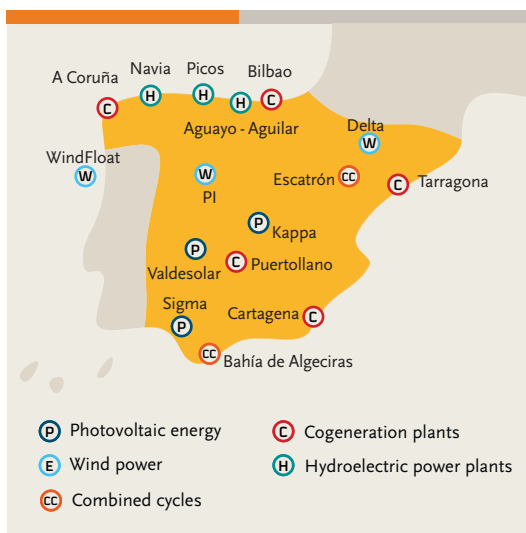 Navia
Picos
Bilbao
A Coruña
H
H
H
C
C
Aguayo - Aguilar
Delta
W
WindFloat
W
W
PI
Escatrón
CC
C
Tarragona
P
Kappa
P
Valdesolar
C
Puertollano
Sigma
P
Cartagena
C
CC
Bahía de Algeciras
P Photovoltaic energy
E Wind power
CC Combined cycles
C Cogeneration plants
H Hydroelectric power plants